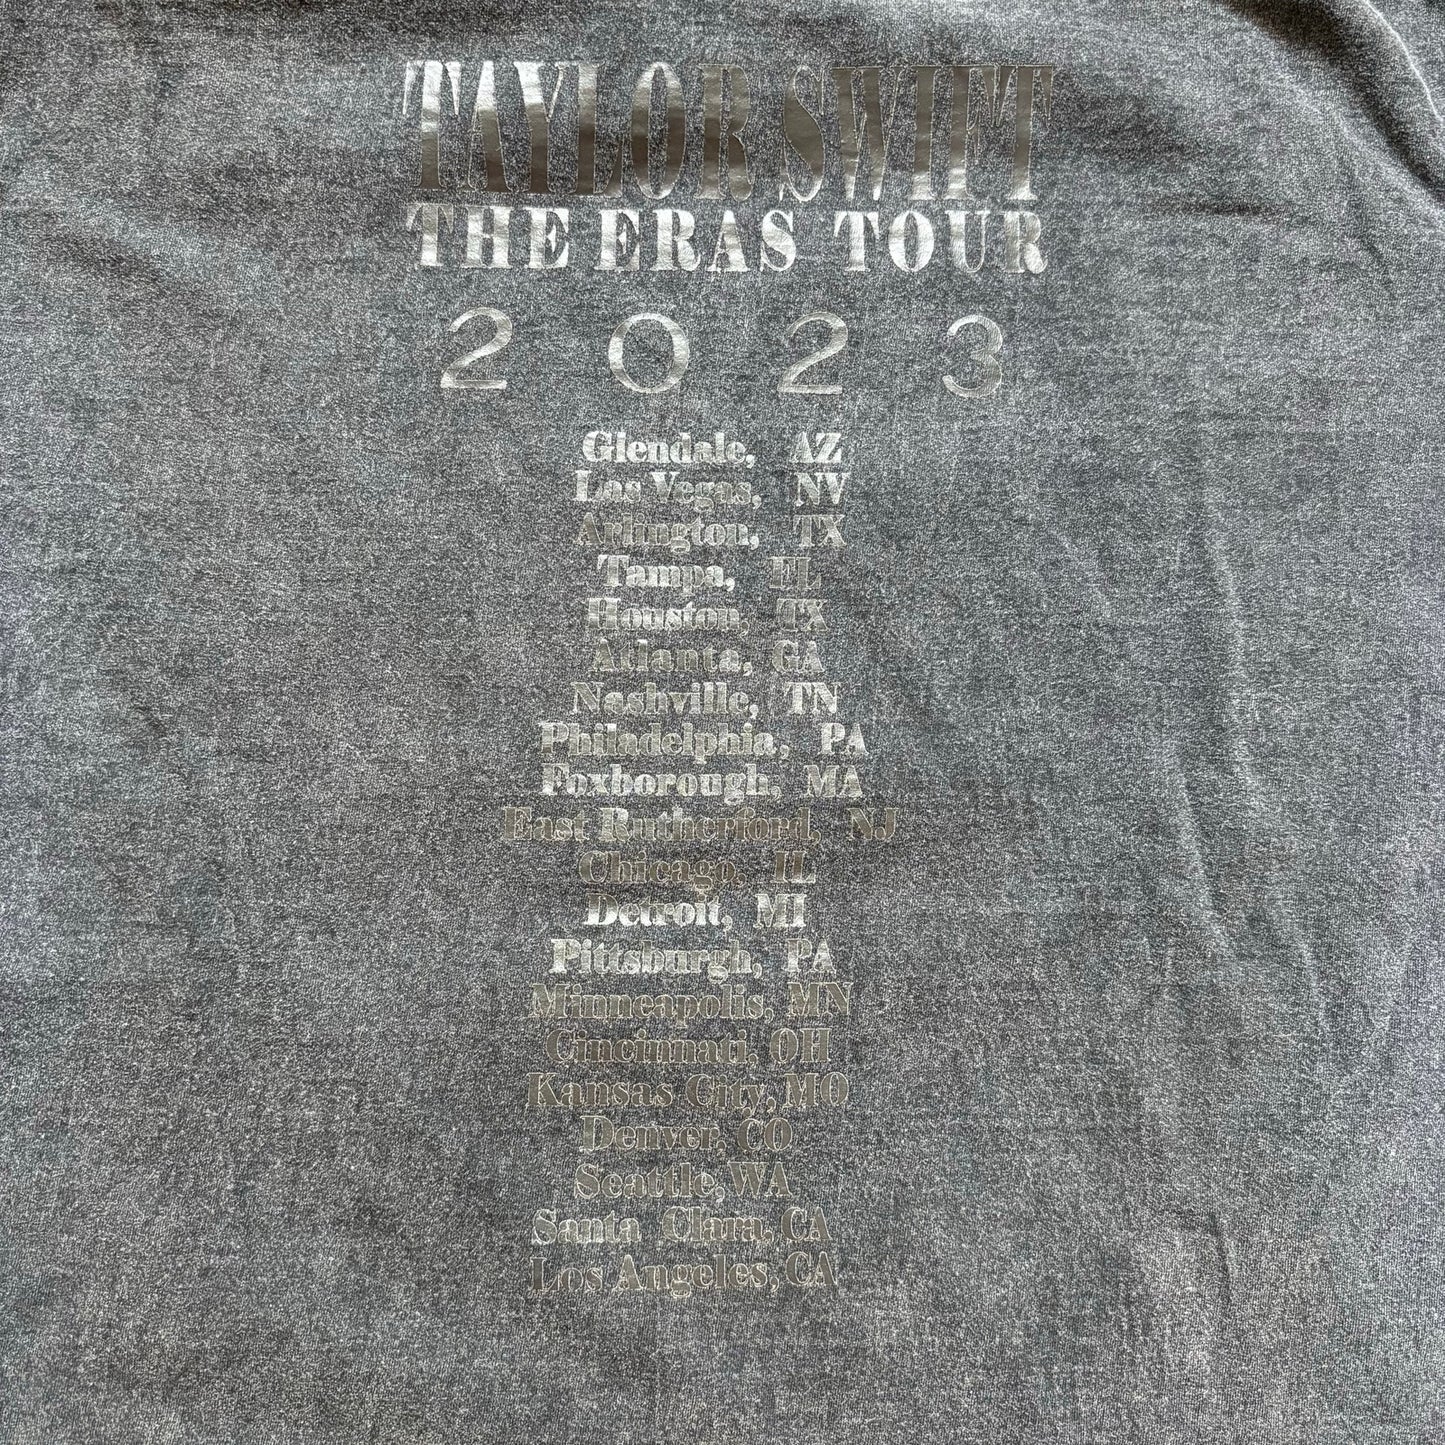 TAYLOR SWIFT
THE ERAS TOUR
2023
Glendale, AZ
Las Vegas, NV
Arlington, TX
Tampa, FL
Houston, TX
Atlanta, GA
Nashville, TN
Philadelphia, PA
Foxborough, MA
East Rutherford, NJ
Chicago, IL
Detroit, MI
Pittsburgh, PA
Minneapolis, MN
Cincinnati, OH
Kansas City, MO
Denver, CO
Seattle, WA
Santa Clara, CA
Los Angeles, CA